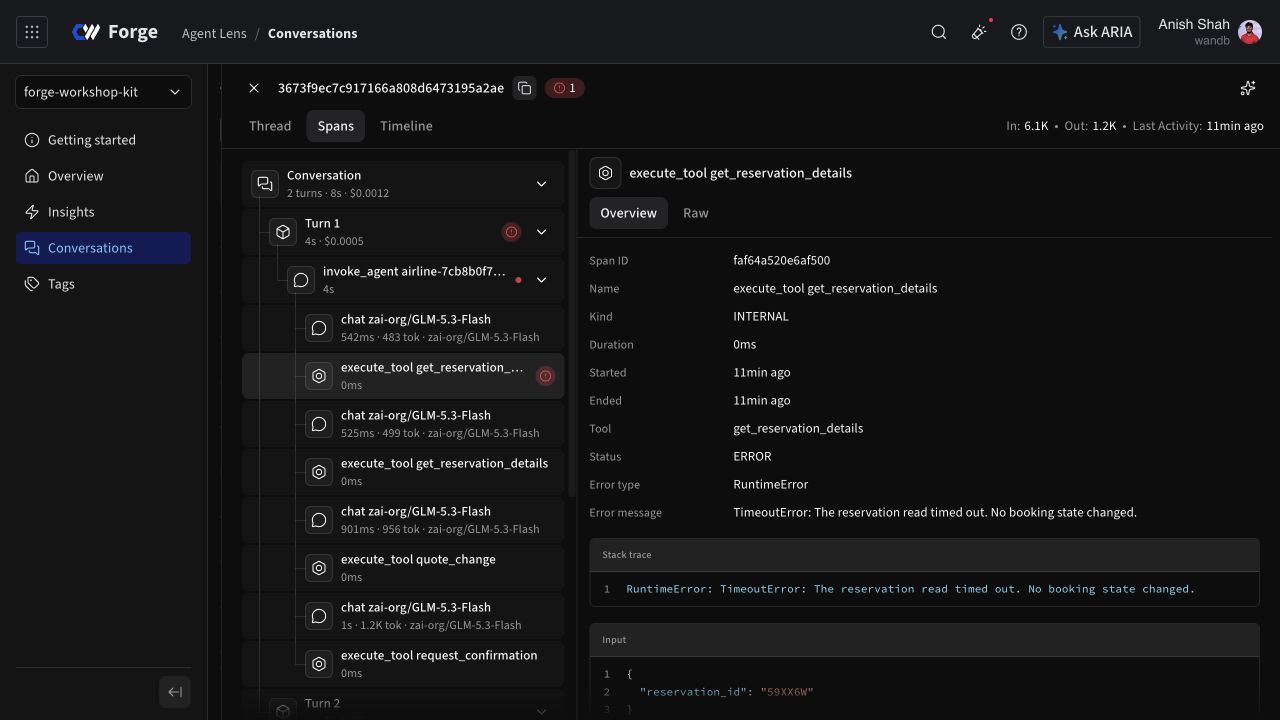 Forge
Agent Lens / Conversations
Ask ARIA
Anish Shah
wandb
forge-workshop-kit
Getting started
Overview
Insights
Conversations
Tags
3673f9ec7c917166a808d6473195a2ae
1
Thread
Spans
Timeline
In: 6.1K • Out: 1.2K • Last Activity: 11min ago
Conversation
2 turns · 8s · $0.0012
Turn 1
4s · $0.0005
invoke_agent airline-7cb8b0f7...
4s
chat zai-org/GLM-5.3-Flash
542ms · 483 tok · zai-org/GLM-5.3-Flash
execute_tool get_reservation_...
0ms
chat zai-org/GLM-5.3-Flash
525ms · 499 tok · zai-org/GLM-5.3-Flash
execute_tool get_reservation_details
0ms
chat zai-org/GLM-5.3-Flash
901ms · 956 tok · zai-org/GLM-5.3-Flash
execute_tool quote_change
0ms
chat zai-org/GLM-5.3-Flash
1s · 1.2K tok · zai-org/GLM-5.3-Flash
execute_tool request_confirmation
0ms
Turn 2
execute_tool get_reservation_details
Overview
Raw
Span ID faf64a520e6af500
Name execute_tool get_reservation_details
Kind INTERNAL
Duration 0ms
Started 11min ago
Ended 11min ago
Tool get_reservation_details
Status ERROR
Error type RuntimeError
Error message TimeoutError: The reservation read timed out. No booking state changed.
Stack trace
1 RuntimeError: TimeoutError: The reservation read timed out. No booking state changed.
Input
1 {
2 "reservation_id": "59XX6W"
3 }